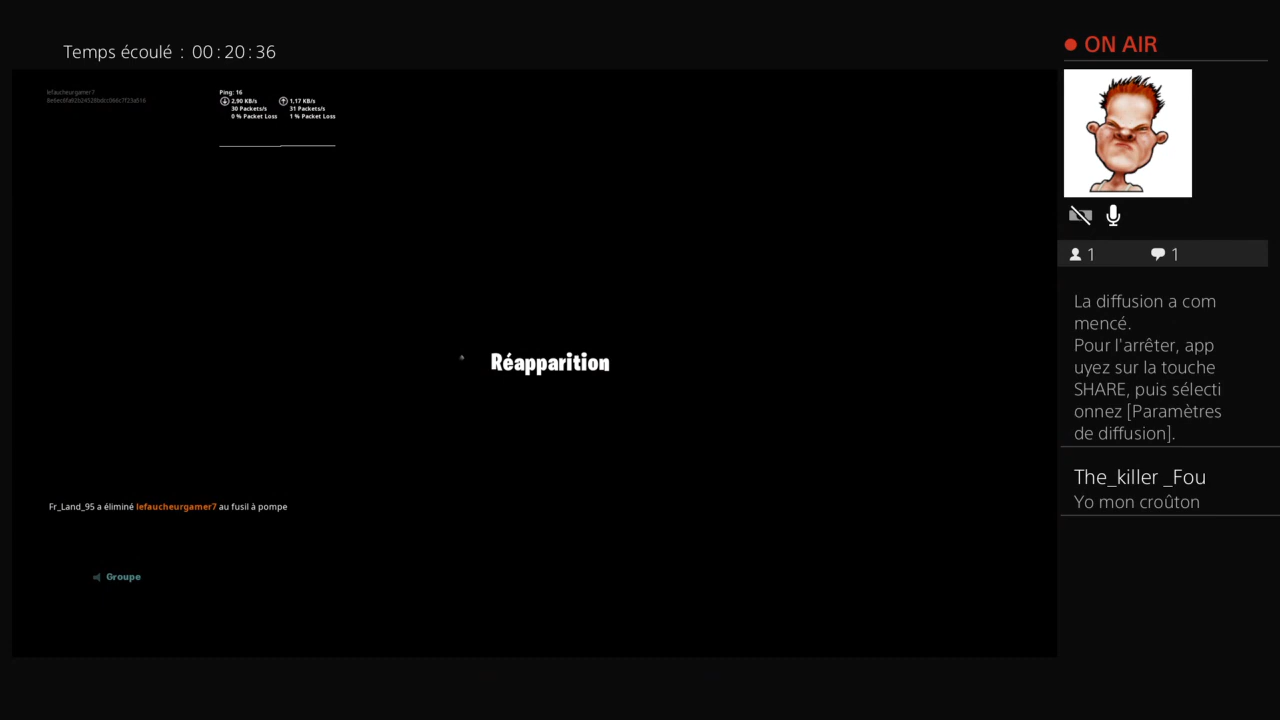 Temps écoulé : 00:20:36
ON AIR
lefaucheurgamer7
Ping: 16
2.90 KB/s 1.17 KB/s
30 Packets/s 31 Packets/s
0 % Packet Loss 1 % Packet Loss
1 1
La diffusion a com
mencé.
Pour l'arrêter, app
uyez sur la touche
SHARE, puis sélecti
onnez [Paramètres
de diffusion].
Réapparition
The_killer _Fou
Yo mon croûton
Fr_Land_95 a éliminé lefaucheurgamer7 au fusil à pompe
Groupe